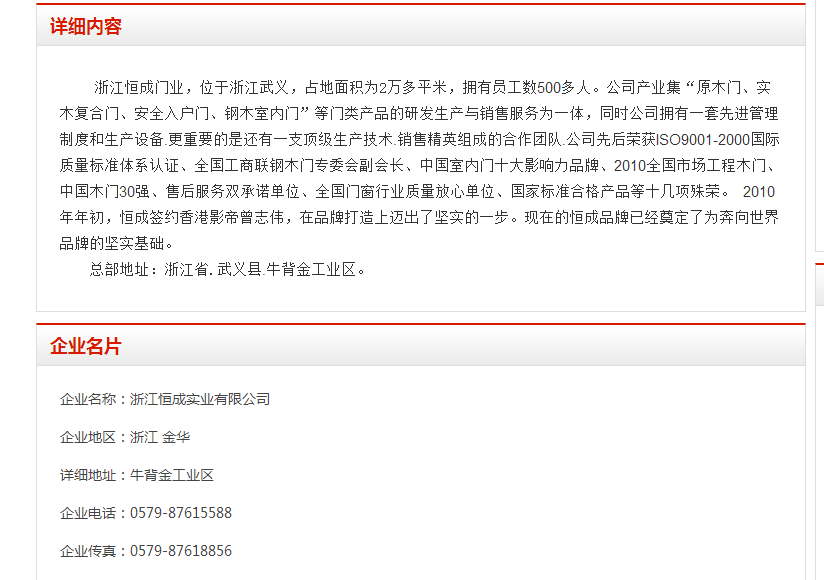 详细内容
浙江恒成门业，位于浙江武义，占地面积为2万多平米，拥有员工数500多人。公司产业集“原木门、实
木复合门、安全入户门、钢木室内门”等门类产品的研发生产与销售服务为一体，同时公司拥有一套先进管理
制度和生产设备.更重要的是还有一支顶级生产技术.销售精英组成的合作团队.公司先后荣获ISO9001-2000国际
质量标准体系认证、全国工商联钢木门专委会副会长、中国室内门十大影响力品牌、2010全国市场工程木门、
中国木门30强、售后服务双承诺单位、全国门窗行业质量放心单位、国家标准合格产品等十几项殊荣。 2010
年年初，恒成签约香港影帝曾志伟，在品牌打造上迈出了坚实的一步。现在的恒成品牌已经奠定了为奔向世界
品牌的坚实基础。
总部地址：浙江省.武义县.牛背金工业区。
企业名片
企业名称：浙江恒成实业有限公司
企业地区：浙江 金华
详细地址：牛背金工业区
企业电话：0579-87615588
企业传真：0579-87618856